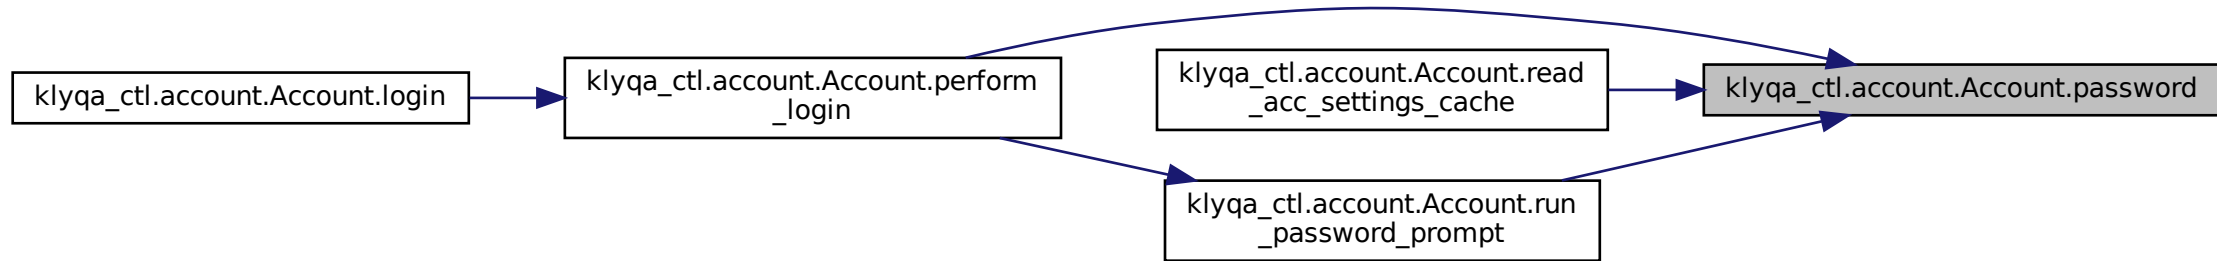 klyqa_ctl.account.Account.login
klyqa_ctl.account.Account.perform
_login
klyqa_ctl.account.Account.read
_acc_settings_cache
klyqa_ctl.account.Account.run
_password_prompt
klyqa_ctl.account.Account.password